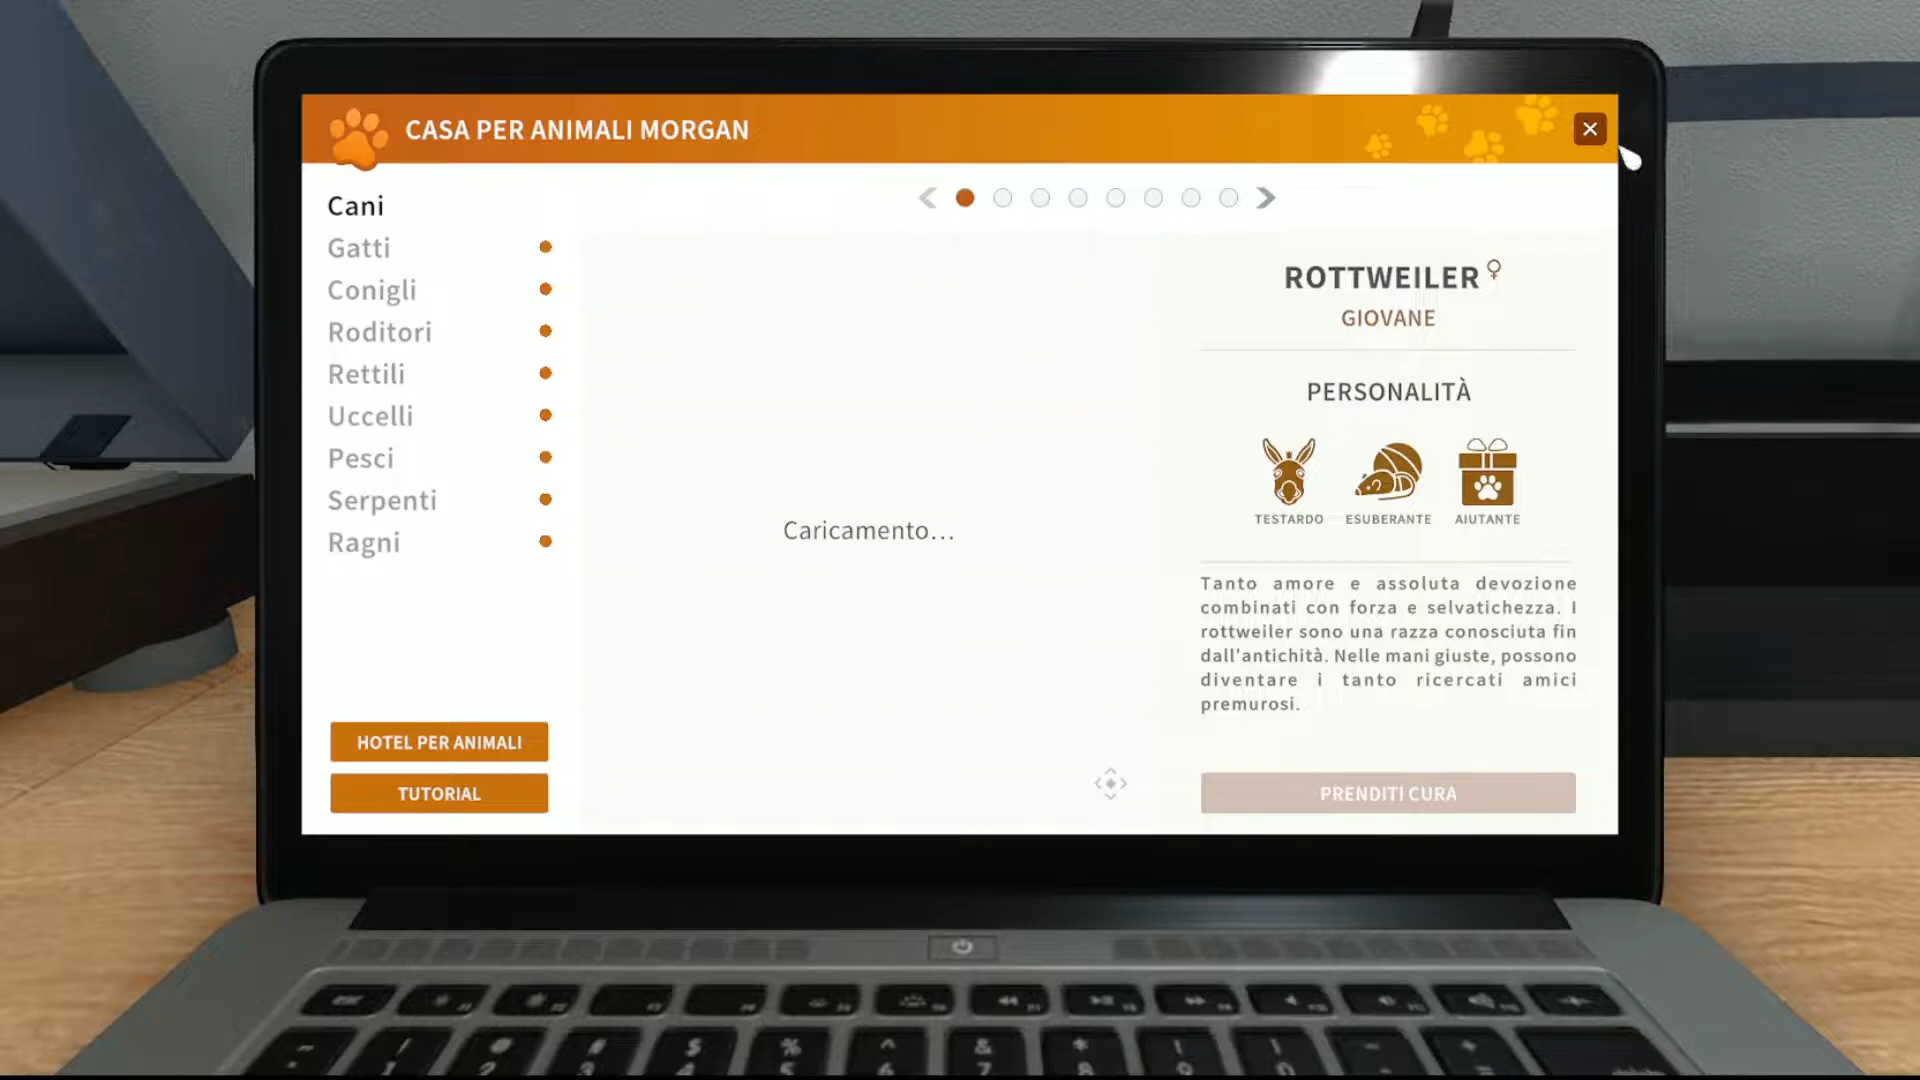 CASA PER ANIMALI MORGAN
Cani
Gatti
Conigli
Roditori
Rettili
Uccelli
Pesci
Serpenti
Ragni
HOTEL PER ANIMALI
TUTORIAL
Caricamento...
ROTTWEILER♀
GIOVANE
PERSONALITÀ
TESTARDO ESUBERANTE AIUTANTE
Tanto amore e assoluta devozione
combinati con forza e selvatichezza. I
rottweiler sono una razza conosciuta fin
dall'antichità. Nelle mani giuste, possono
diventare i tanto ricercati amici
premurosi.
PRENDITI CURA